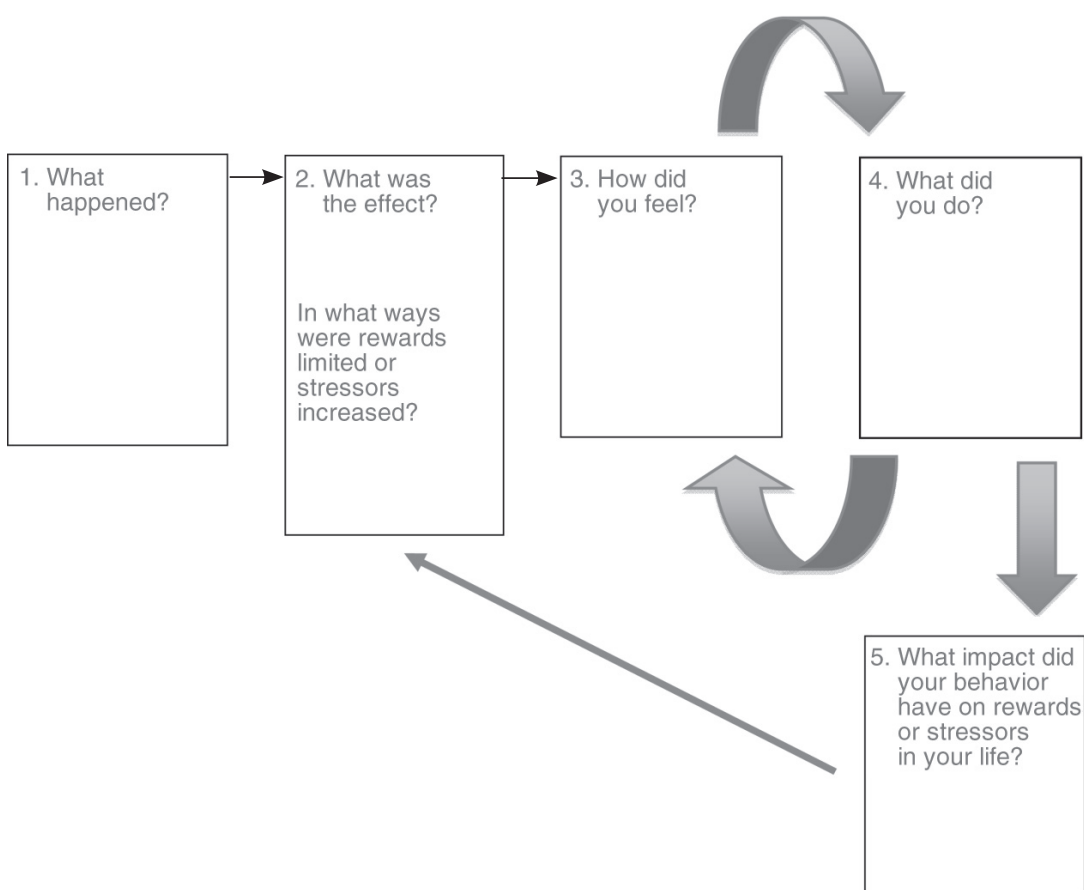 1. What
happened?
2. What was
the effect?
In what ways
were rewards
limited or
stressors
increased?
3. How did
you feel?
4. What did
you do?
5. What impact did
your behavior
have on rewards
or stressors
in your life?